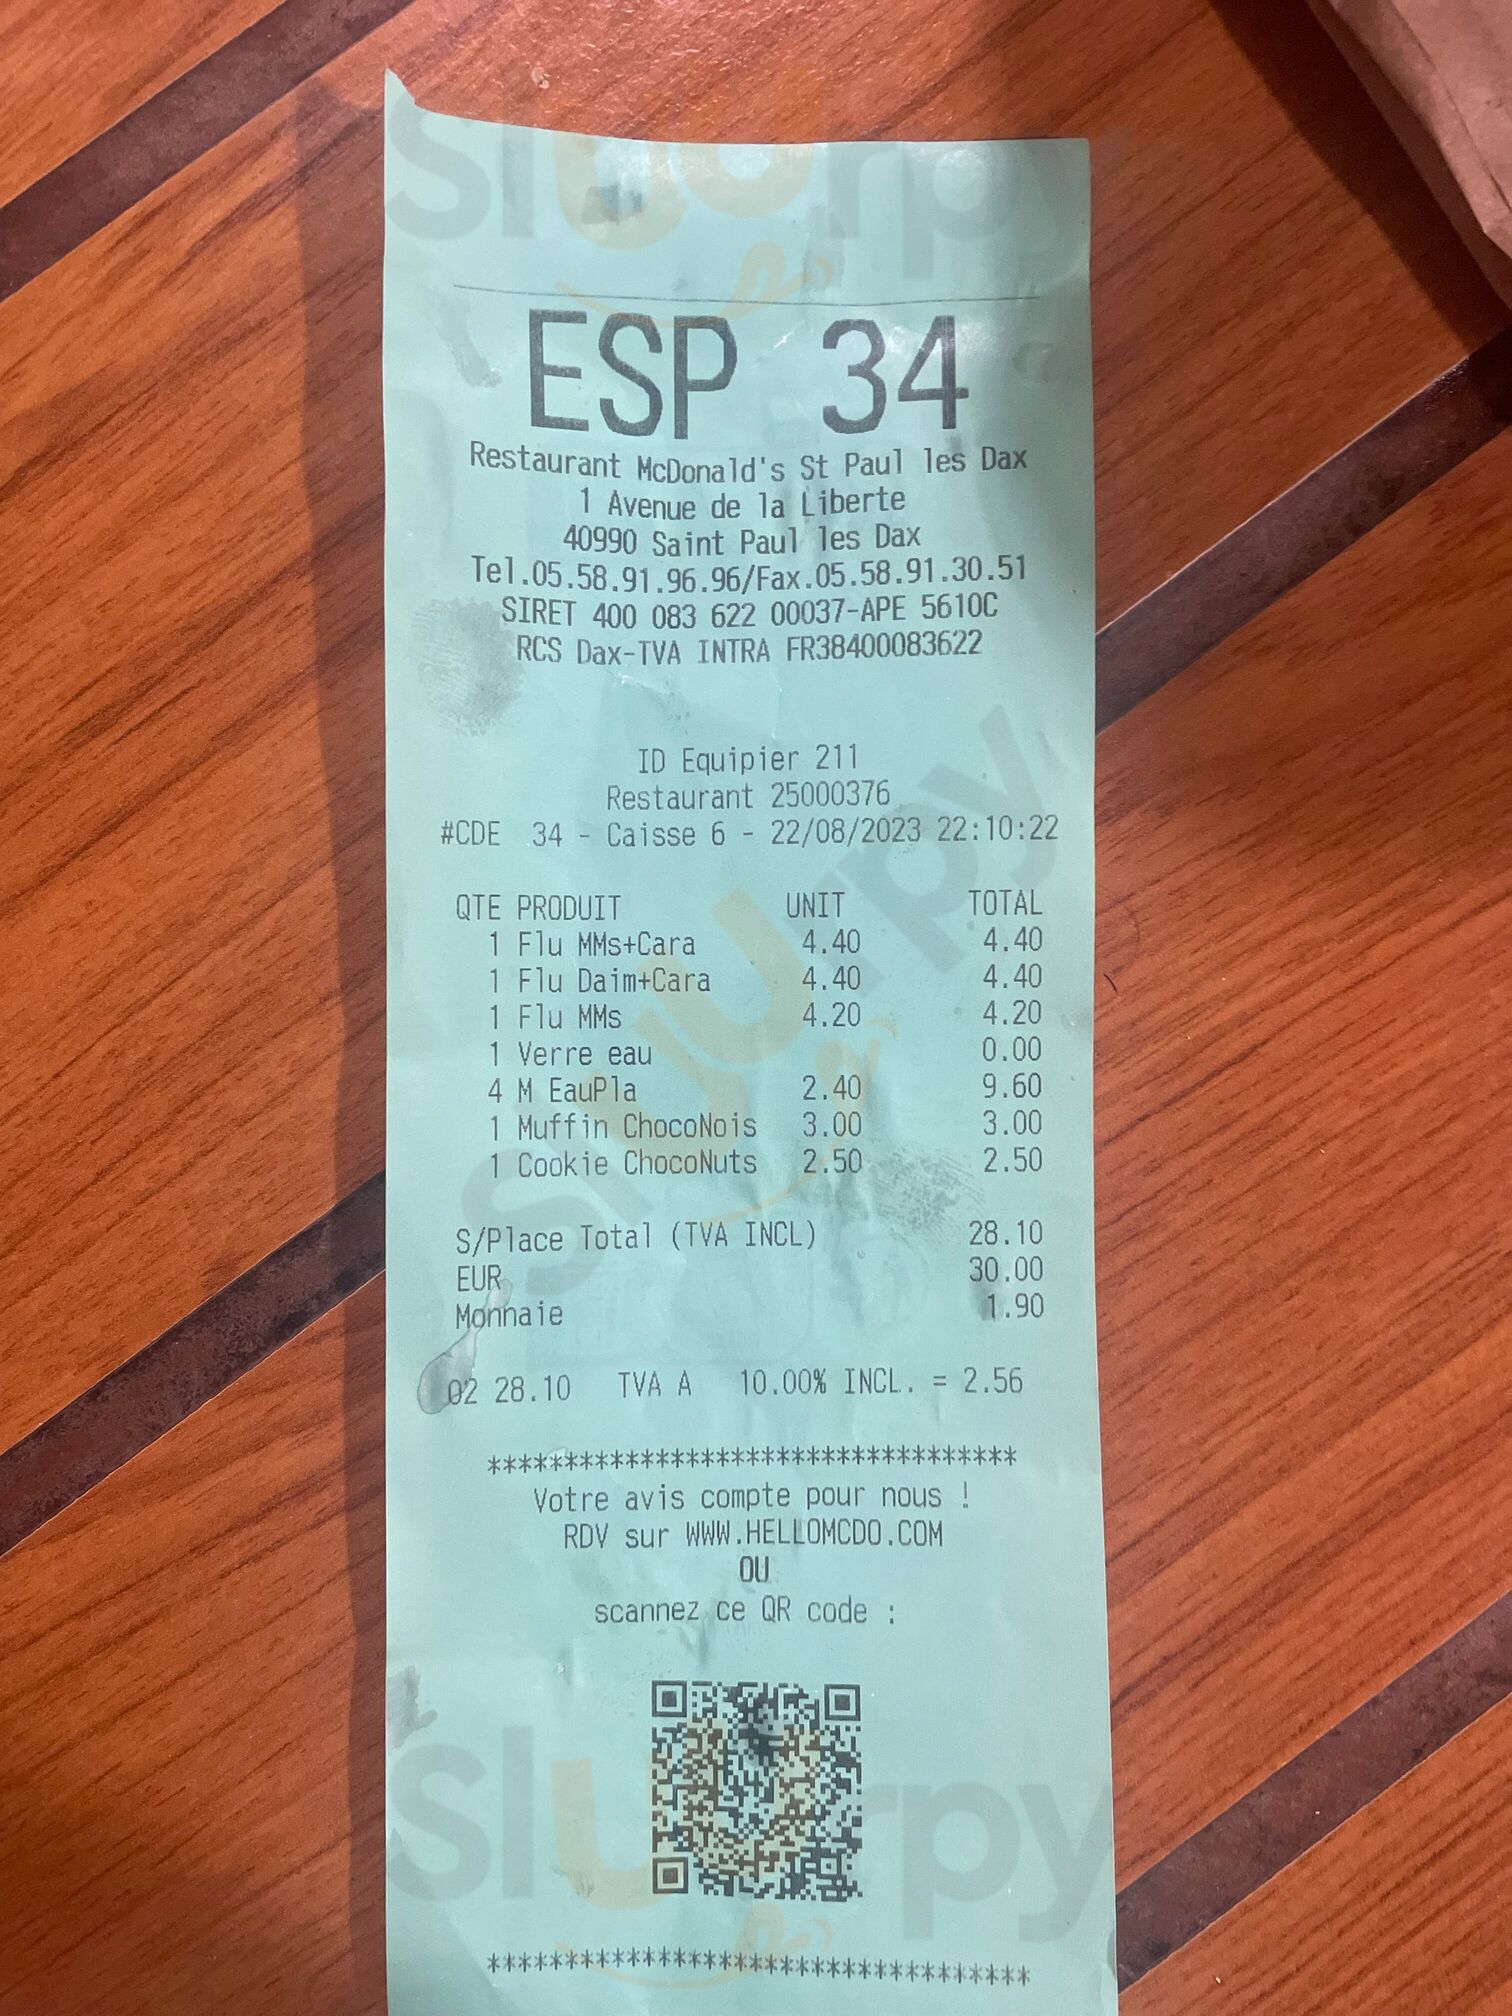 ESP 34
Restaurant McDonald's St Paul les Dax
1 Avenue de la Liberte
40990 Saint Paul les Dax
Tel.05.58.91.96.96/Fax.05.58.91.30.51
SIRET 400 083 622 00037-APE 5610C
RCS Dax-TVA INTRA FR38400083622
ID Equipier 211
Restaurant 25000376
#CDE 34 - Caisse 6 - 22/08/2023 22:10:22
QTE PRODUIT UNIT TOTAL
1 Flu MMs+Cara 4.40 4.40
1 Flu Daim+Cara 4.40 4.40
1 Flu MMs 4.20 4.20
1 Verre eau 0.00
4 M EauPla 2.40 9.60
1 Muffin ChocoNois 3.00 3.00
1 Cookie ChocoNuts 2.50 2.50
S/Place Total (TVA INCL) 28.10
EUR 30.00
Monnaie 1.90
02 28.10 TVA A 10.00% INCL. = 2.56
***********************************
Votre avis compte pour nous !
RDV sur WWW.HELLOMCDO.COM
OU
scannez ce QR code :
***********************************
Slurpy
Slurpy
Slurpy